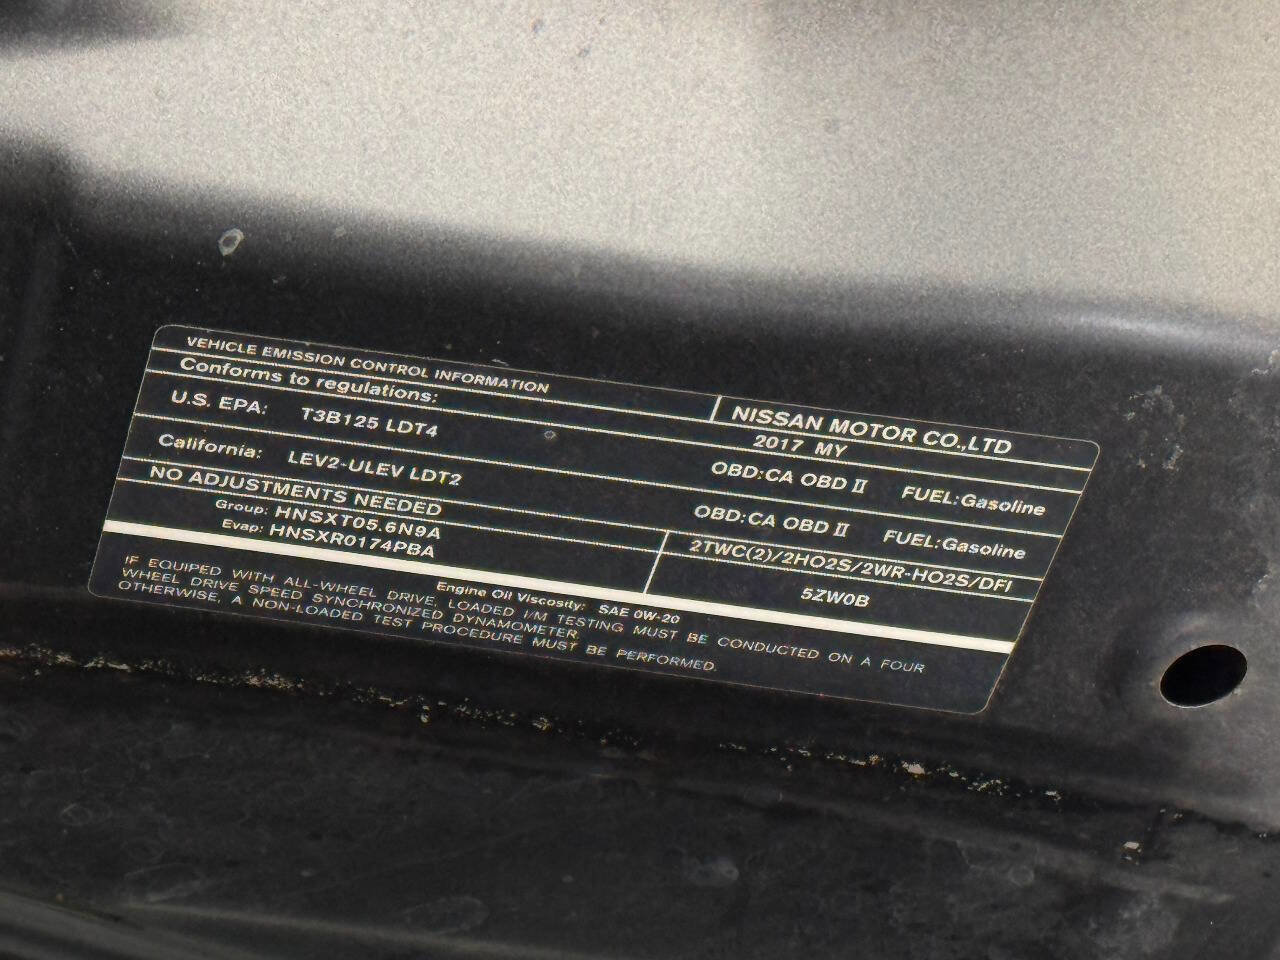 VEHICLE EMISSION CONTROL INFORMATION
NISSAN MOTOR CO.,LTD
Conforms to regulations:
2017 MY
U.S. EPA: T3B125 LDT4 OBD:CA OBD II FUEL:Gasoline
California: LEV2-ULEV LDT2 OBD:CA OBD II FUEL:Gasoline
NO ADJUSTMENTS NEEDED
Group: HNSXT05.6N9A 2TWC(2)/2HO2S/2WR-HO2S/DFI
Evap: HNSXR0174PBA 5ZW0B
Engine Oil Viscosity: SAE 0W-20
IF EQUIPED WITH ALL-WHEEL DRIVE, LOADED I/M TESTING MUST BE CONDUCTED ON A FOUR
WHEEL DRIVE SPEED SYNCHRONIZED DYNAMOMETER.
OTHERWISE, A NON-LOADED TEST PROCEDURE MUST BE PERFORMED.